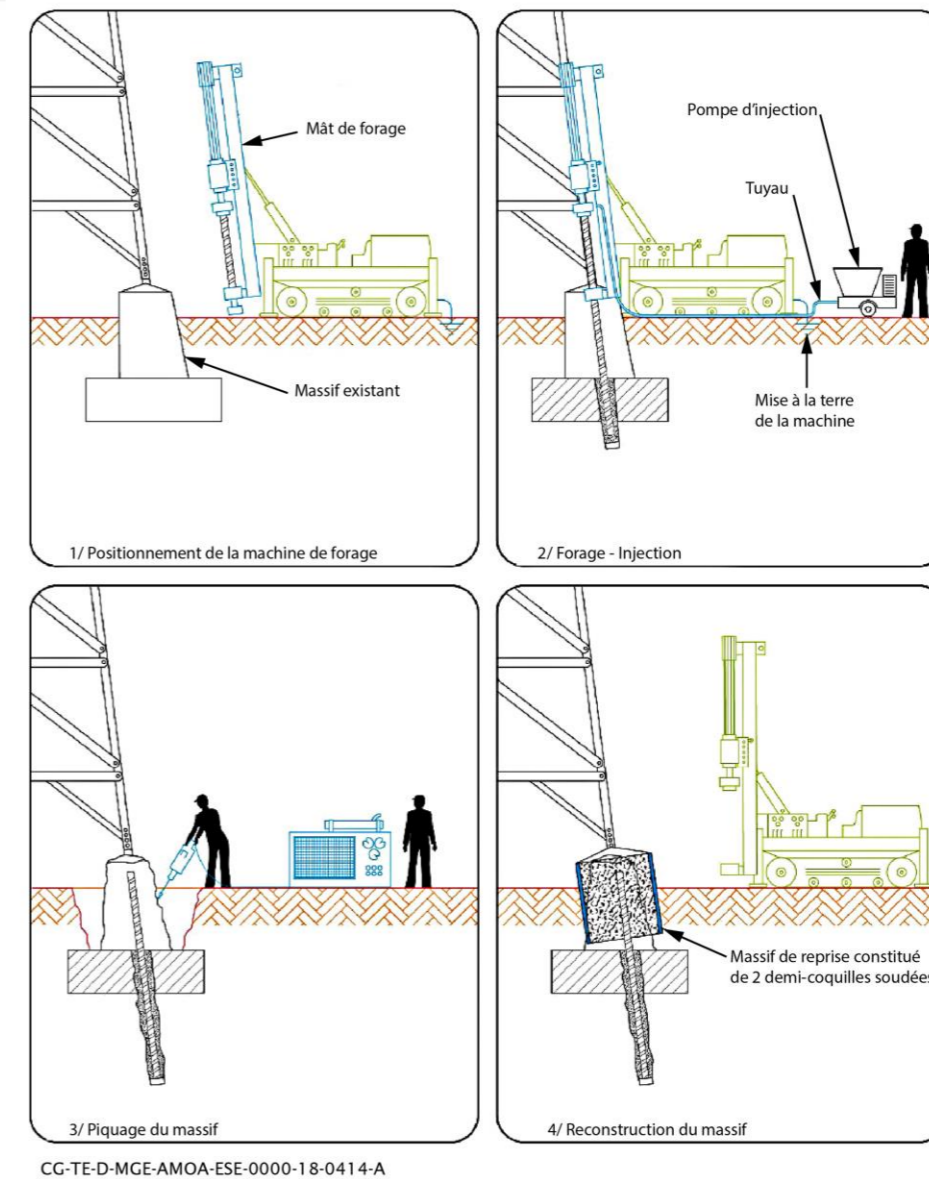 Mât de forage
Massif existant
1/ Positionnement de la machine de forage
Pompe d'injection
Tuyau
Mise à la terre
de la machine
2/ Forage - Injection
3/ Piquage du massif
Massif de reprise constitué
de 2 demi-coquilles soudées
4/ Reconstruction du massif
CG-TE-D-MGE-AMOA-ESE-0000-18-0414-A